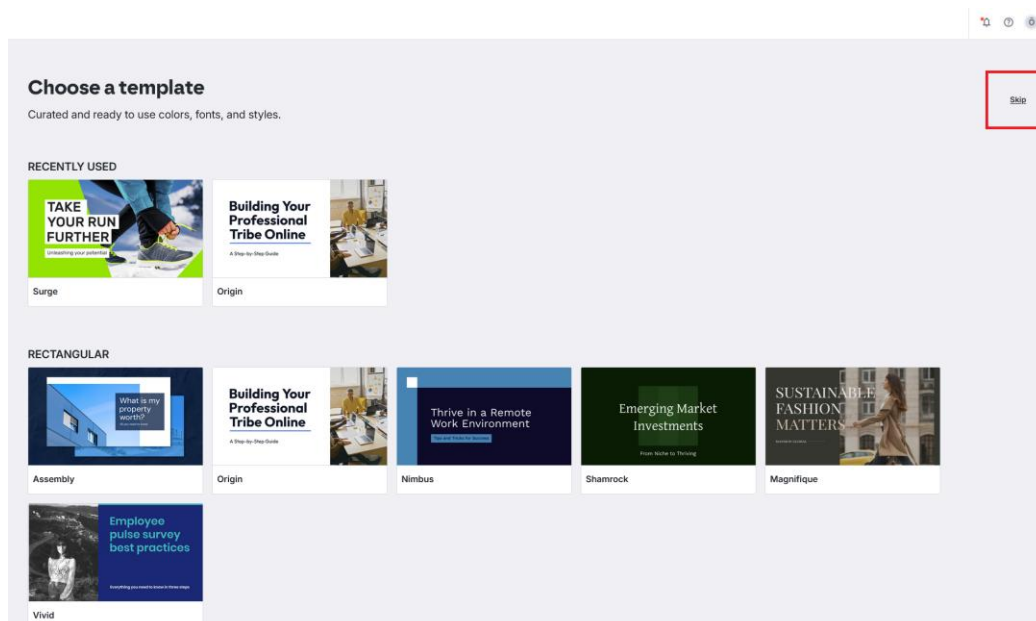 Choose a template
Skip
Curated and ready to use colors, fonts, and styles.
RECENTLY USED
TAKE
YOUR RUN
FURTHER
Unleashing your potential
Building Your
Professional
Tribe Online
A Step-by-Step Guide
Surge
Origin
RECTANGULAR
What is my
property
worth?
Building Your
Professional
Tribe Online
A Step-by-Step Guide
Thrive in a Remote
Work Environment
Tips and Tricks for Success
Emerging Market
Investments
From Niche to Thriving
SUSTAINABLE
FASHION
MATTERS
Assembly
Origin
Nimbus
Shamrock
Magnifique
Employee
pulse survey
best practices
Everything you need to know in three steps
Vivid